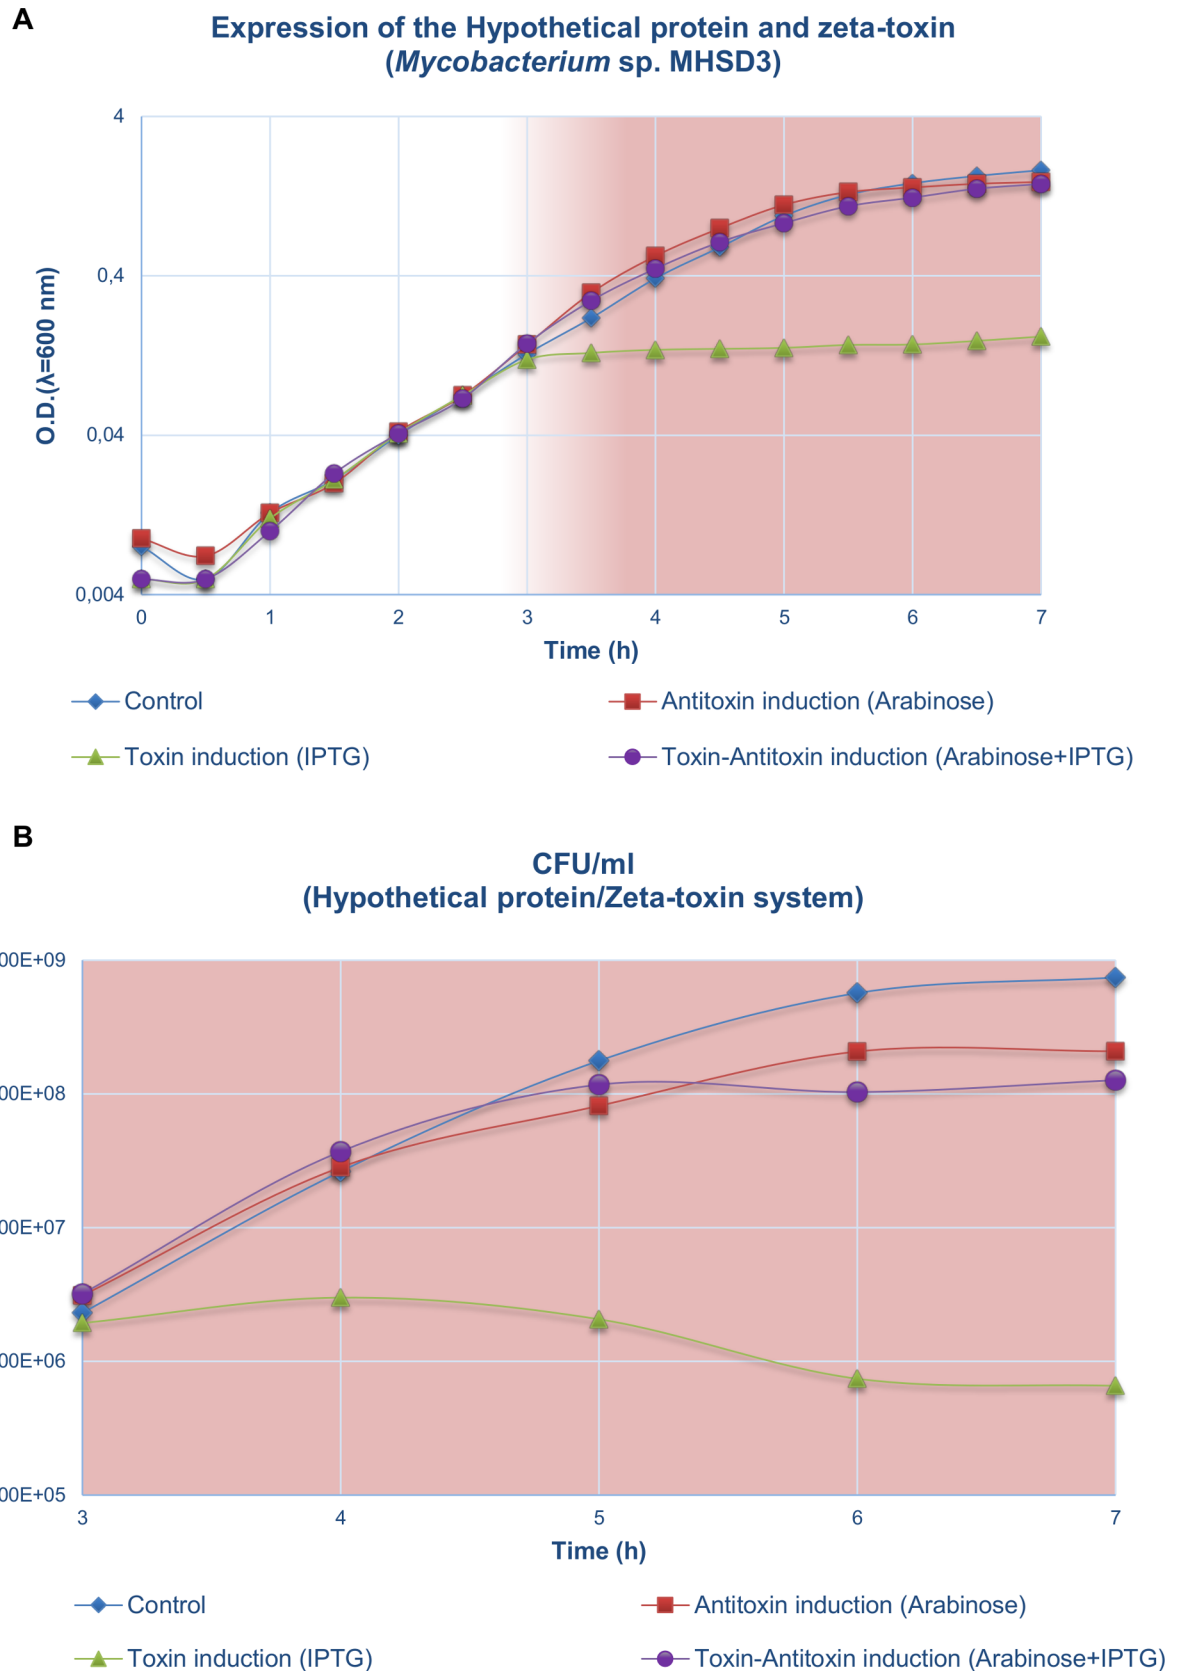 A
Expression of the Hypothetical protein and zeta-toxin
(Mycobacterium sp. MHSD3)
4
0,4
0,04
0,004
O.D.(λ=600 nm)
0 1 2 3 4 5 6 7
Time (h)
Control
Antitoxin induction (Arabinose)
Toxin induction (IPTG)
Toxin-Antitoxin induction (Arabinose+IPTG)
B
CFU/ml
(Hypothetical protein/Zeta-toxin system)
00E+09
00E+08
00E+07
00E+06
00E+05
3 4 5 6 7
Time (h)
Control
Antitoxin induction (Arabinose)
Toxin induction (IPTG)
Toxin-Antitoxin induction (Arabinose+IPTG)